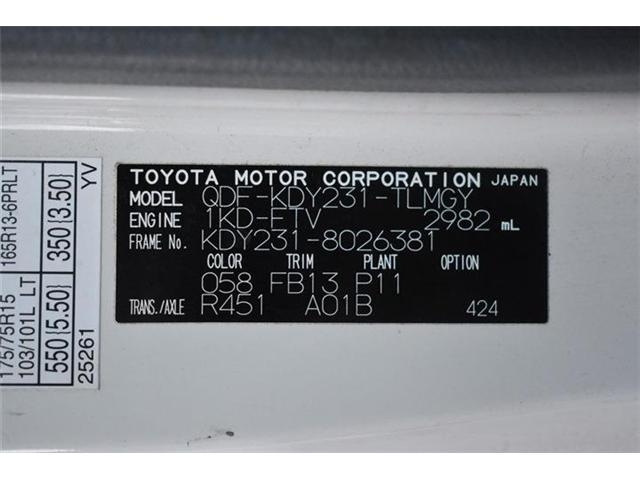 TOYOTA MOTOR CORPORATION JAPAN
MODEL QDF-KDY231-TLMGY
ENGINE 1KD-FTV 2982 mL
FRAME No. KDY231-8026381
COLOR TRIM PLANT OPTION
058 FB13 P11
TRANS./AXLE R451 A01B 424
165R13-6PRLT
350 [3.50]
YV
175/75R15
103/101L LT
550 [5.50]
25261